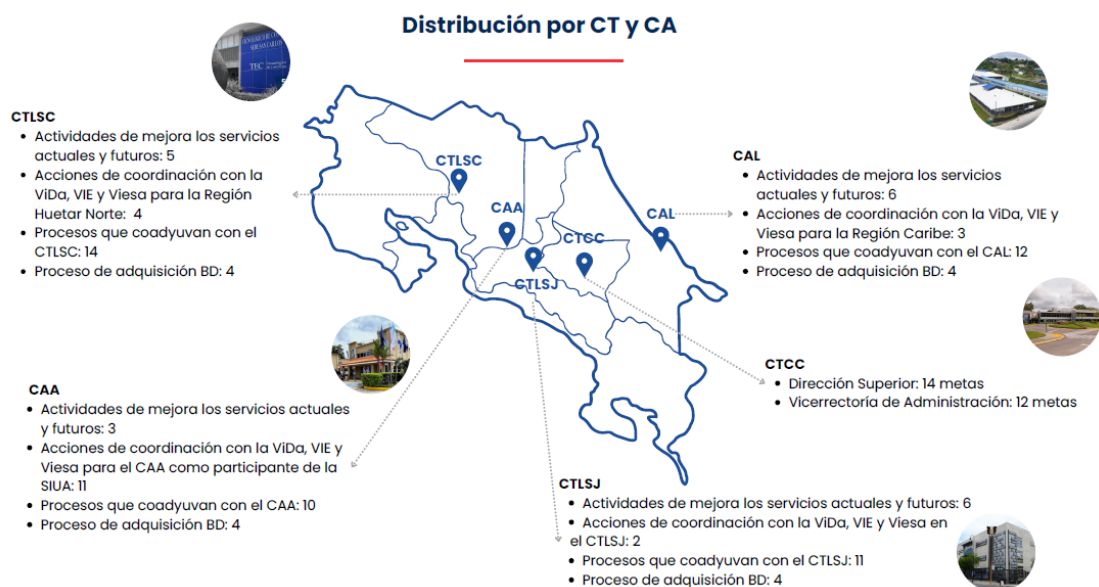 Distribución por CT y CA
TEC
CTLSC
• Actividades de mejora los servicios
actuales y futuros: 5
• Acciones de coordinación con la
ViDa, VIE y Viesa para la Región
Huetar Norte: 4
• Procesos que coadyuvan con el
CTLSC: 14
• Proceso de adquisición BD: 4
CTLSC
CAA
CAL
CTCC
CTLSJ
CAL
• Actividades de mejora los servicios
actuales y futuros: 6
• Acciones de coordinación con la ViDa, VIE y
Viesa para la Región Caribe: 3
• Procesos que coadyuvan con el CAL: 12
• Proceso de adquisición BD: 4
CTCC
• Dirección Superior: 14 metas
• Vicerrectoría de Administración: 12 metas
CAA
• Actividades de mejora los servicios actuales
y futuros: 3
• Acciones de coordinación con la ViDa, VIE y
Viesa para el CAA como participante de la
SIUA: 11
• Procesos que coadyuvan con el CAA: 10
• Proceso de adquisición BD: 4
CTLSJ
• Actividades de mejora los servicios actuales y futuros: 6
• Acciones de coordinación con la ViDa, VIE y Viesa en
el CTLSJ: 2
• Procesos que coadyuvan con el CTLSJ: 11
• Proceso de adquisición BD: 4